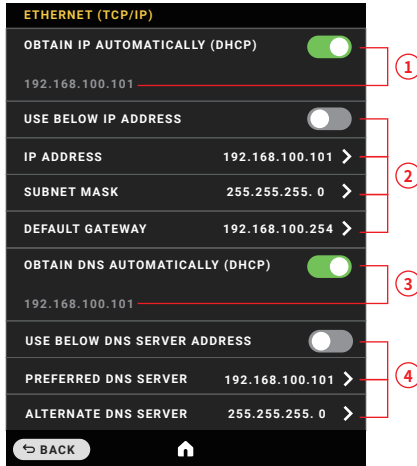 ETHERNET (TCP/IP)
OBTAIN IP AUTOMATICALLY (DHCP)
1
192.168.100.101
USE BELOW IP ADDRESS
IP ADDRESS 192.168.100.101
2
SUBNET MASK 255.255.255. 0
DEFAULT GATEWAY 192.168.100.254
OBTAIN DNS AUTOMATICALLY (DHCP)
3
192.168.100.101
USE BELOW DNS SERVER ADDRESS
PREFERRED DNS SERVER 192.168.100.101
4
ALTERNATE DNS SERVER 255.255.255. 0
BACK